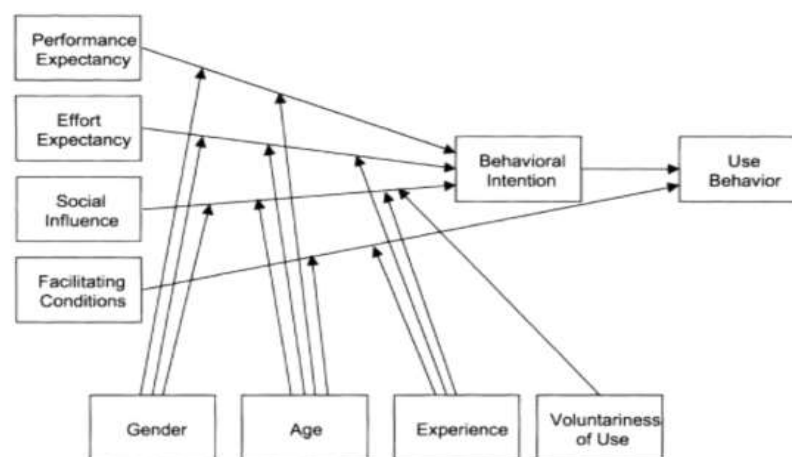 Performance
Expectancy
Effort
Expectancy
Social
Influence
Facilitating
Conditions
Behavioral
Intention
Use
Behavior
Gender
Age
Experience
Voluntariness
of Use